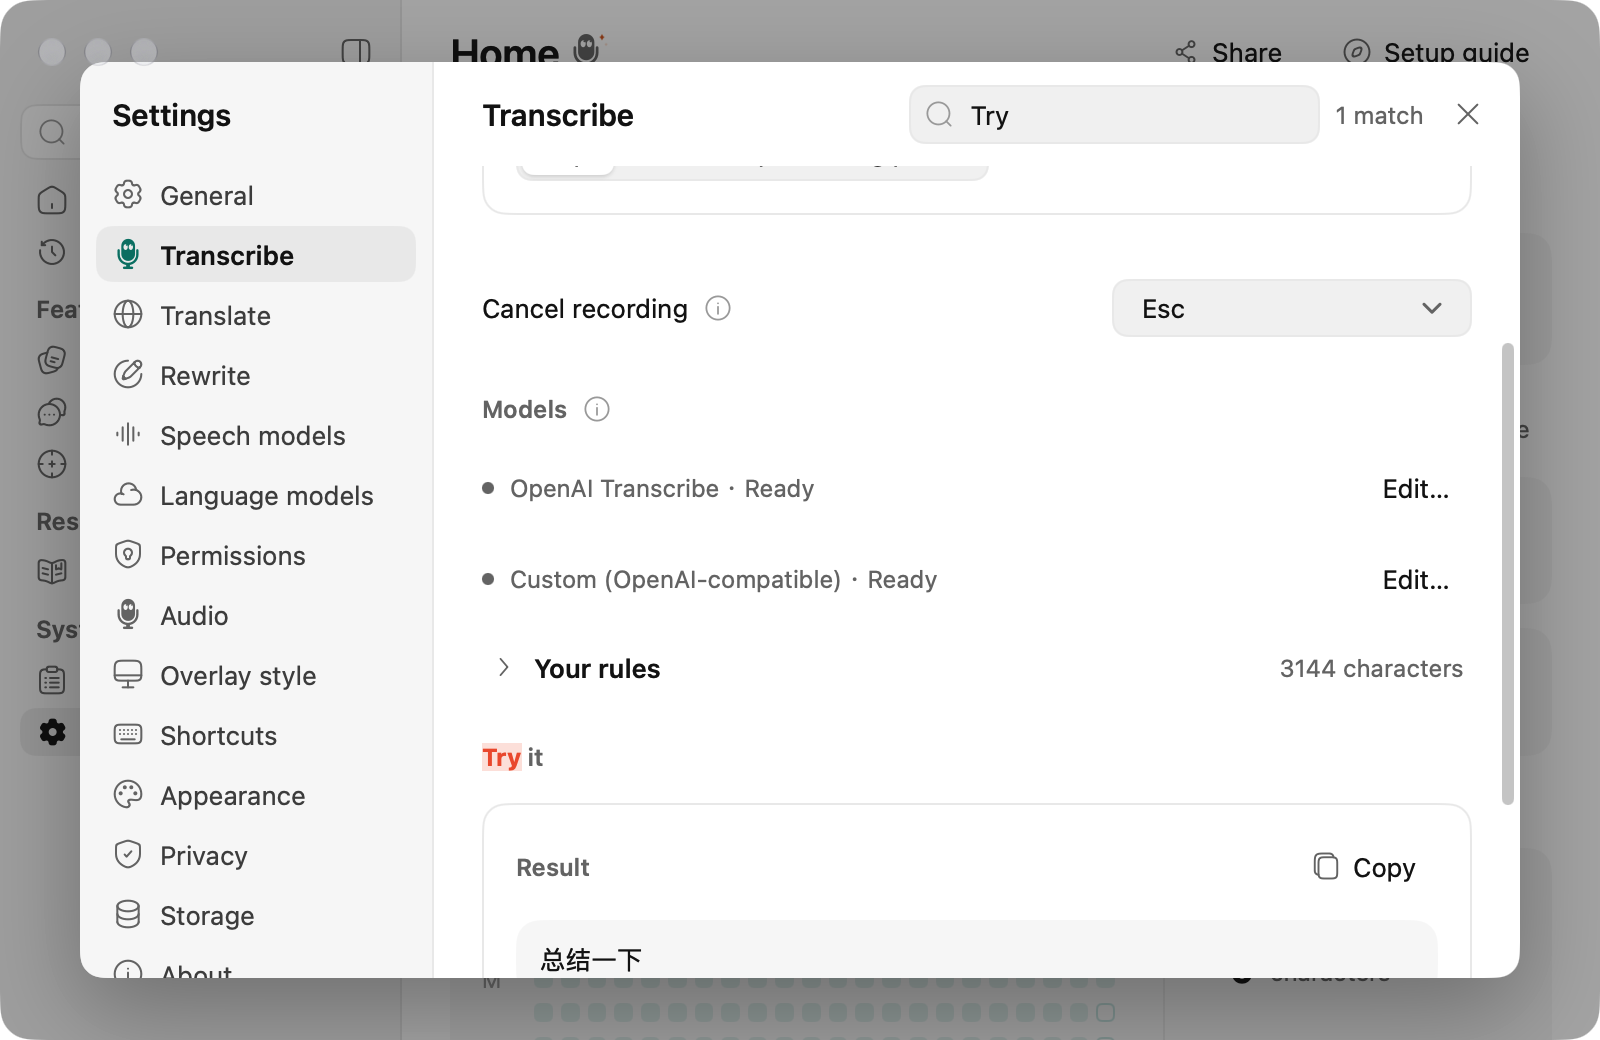 Home
Share
Setup guide
Settings
Transcribe
Try
1 match
General
Transcribe
Translate
Rewrite
Speech models
Language models
Permissions
Audio
Overlay style
Shortcuts
Appearance
Privacy
Storage
About
Cancel recording
Esc
Models
OpenAI Transcribe · Ready
Edit...
Custom (OpenAI-compatible) · Ready
Edit...
Your rules
3144 characters
Try it
Result
Copy
总结一下
M
characters